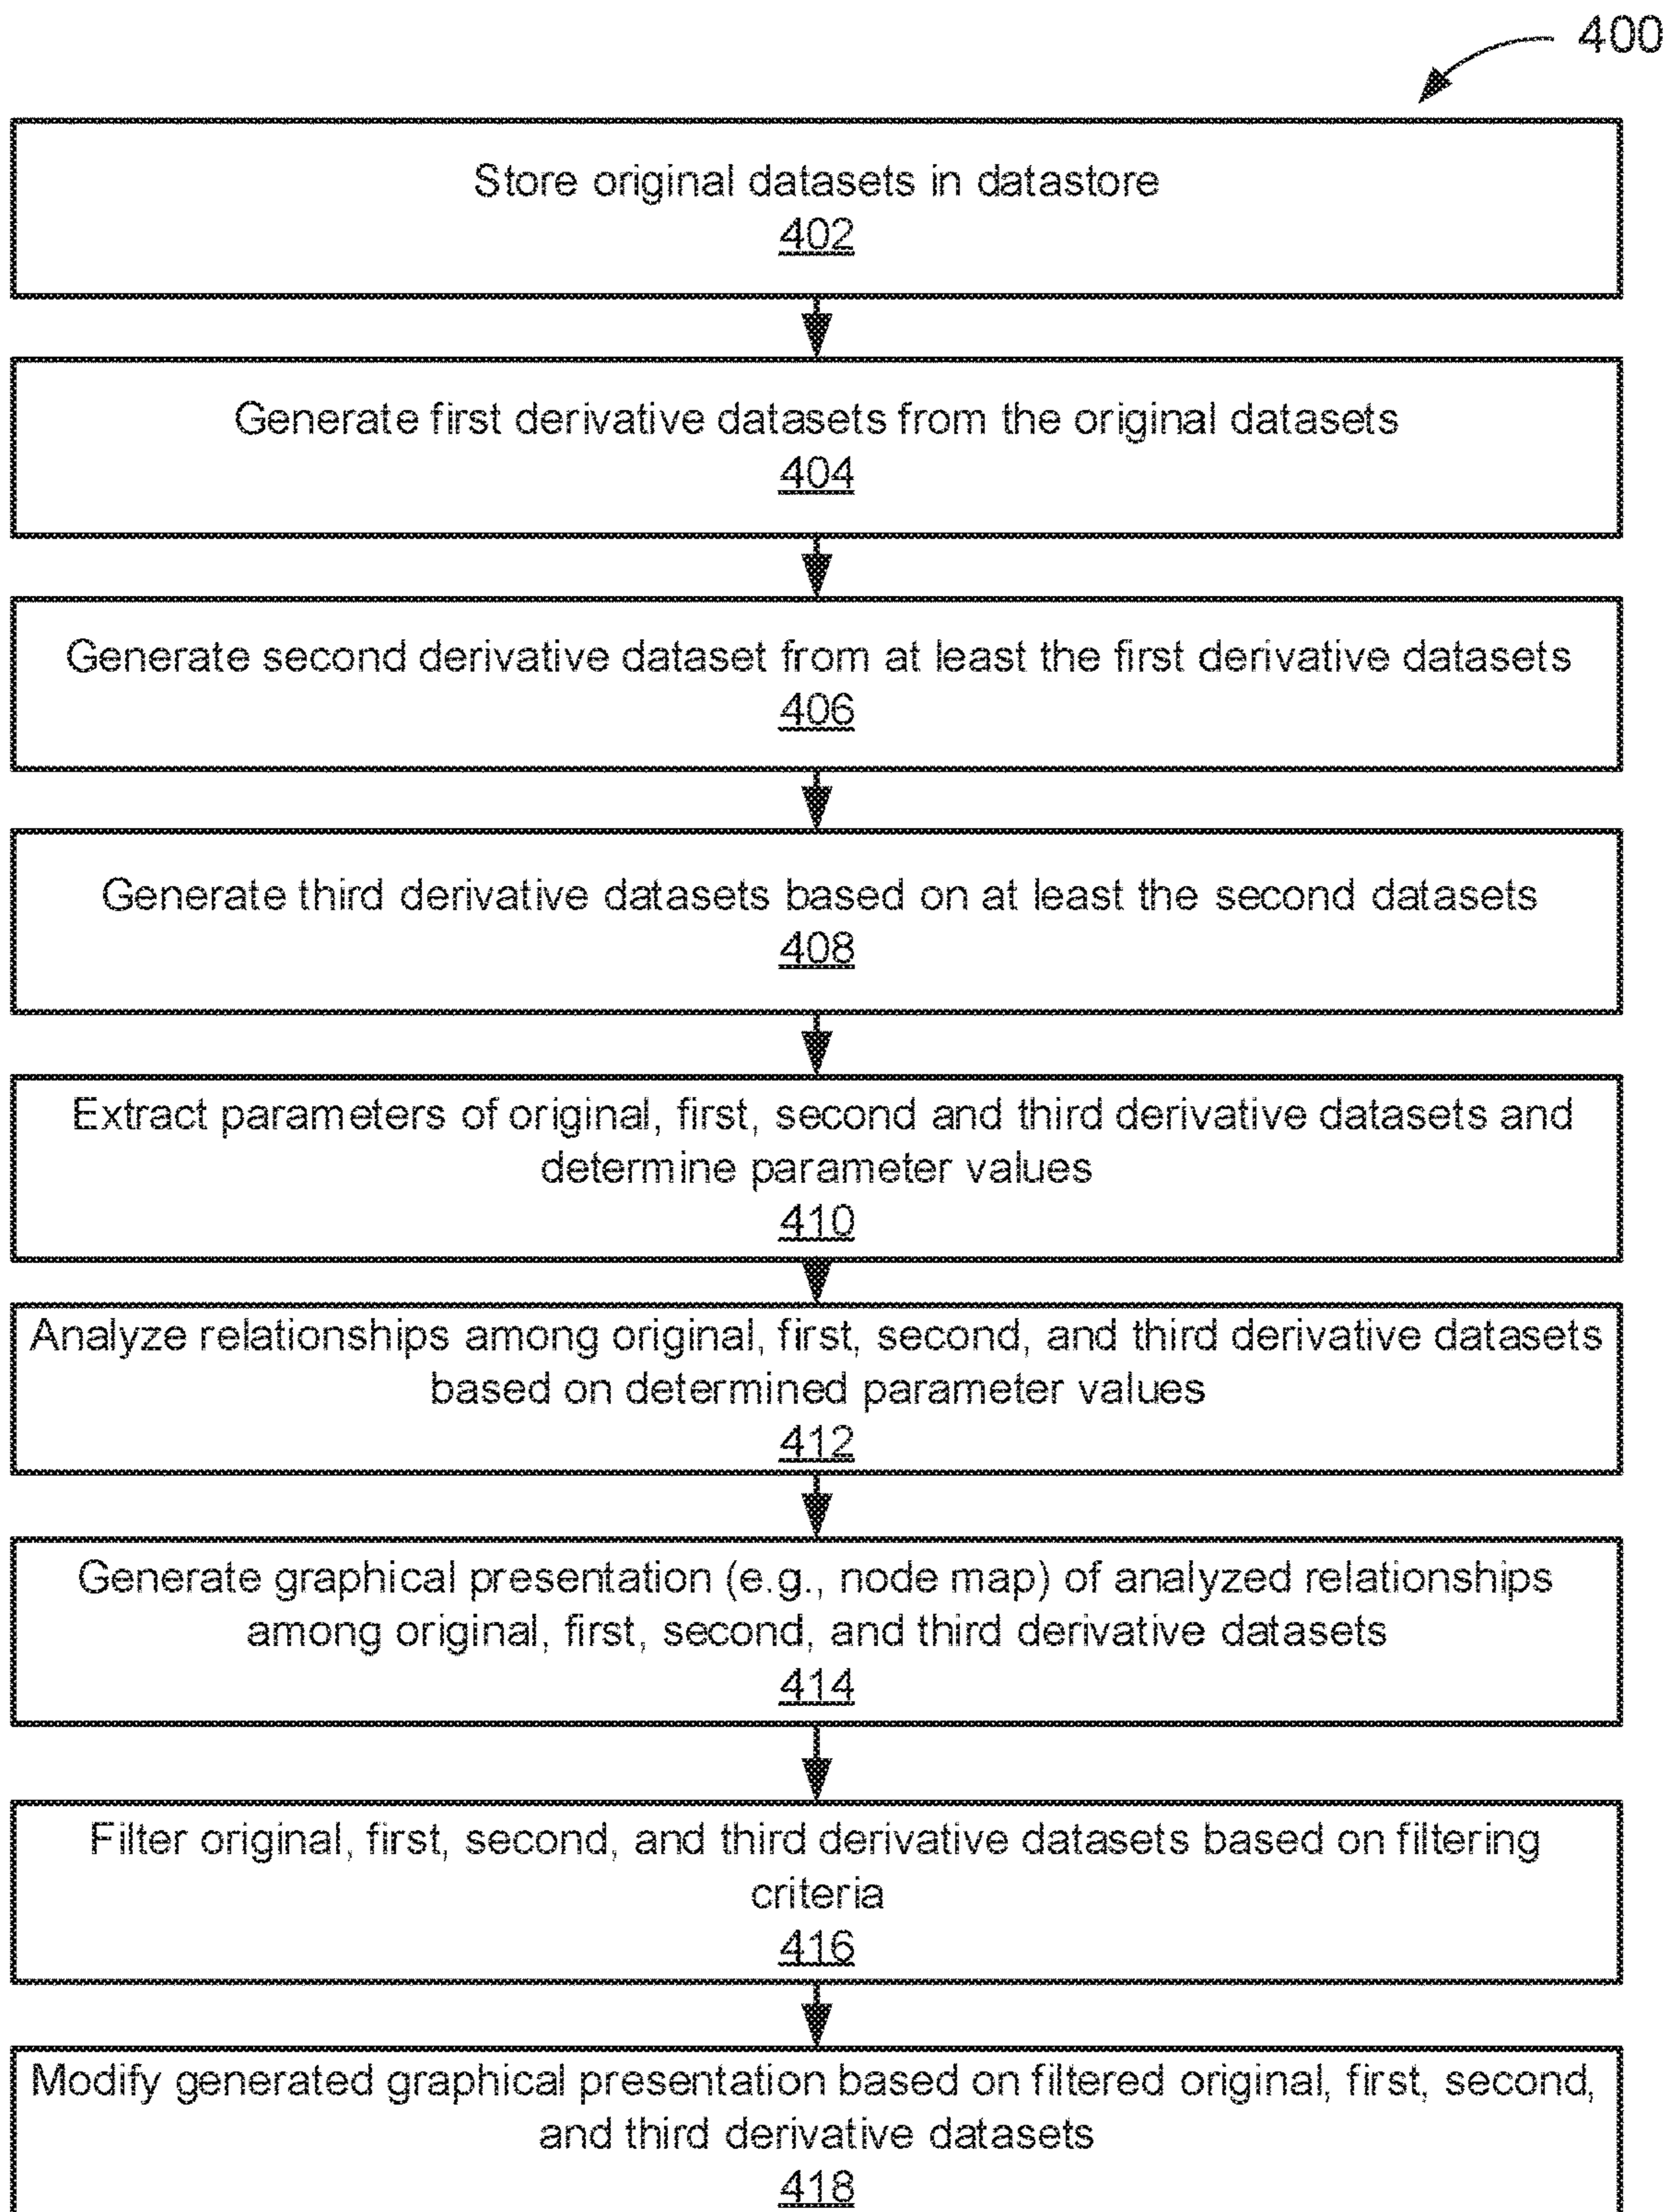 400
Store original datasets in datastore
402
Generate first derivative datasets from the original datasets
404
Generate second derivative dataset from at least the first derivative datasets
406
Generate third derivative datasets based on at least the second datasets
408
Extract parameters of original, first, second and third derivative datasets and
determine parameter values
410
Analyze relationships among original, first, second, and third derivative datasets
based on determined parameter values
412
Generate graphical presentation (e.g., node map) of analyzed relationships
among original, first, second, and third derivative datasets
414
Filter original, first, second, and third derivative datasets based on filtering
criteria
416
Modify generated graphical presentation based on filtered original, first, second,
and third derivative datasets
418